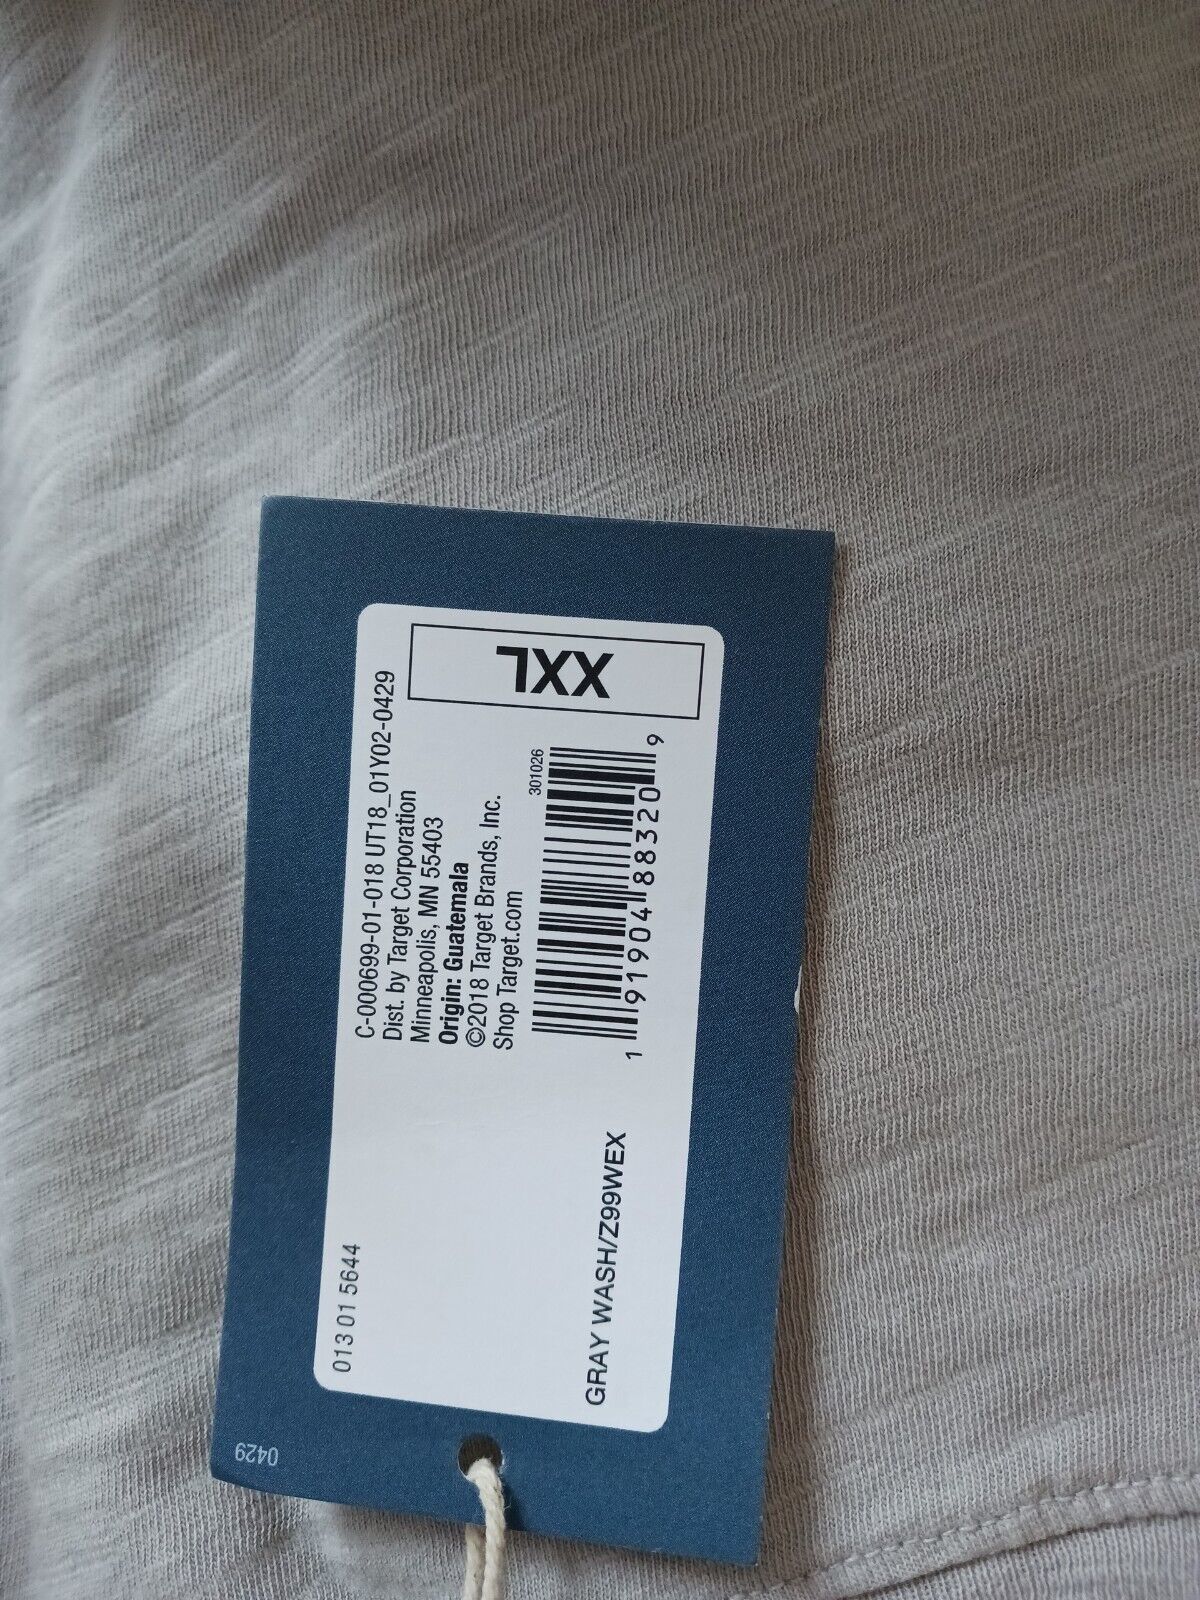 XXL
C-000699-01-018 UT18_01Y02-0429
Dist. by Target Corporation
Minneapolis, MN 55403
Origin: Guatemala
©2018 Target Brands, Inc.
Shop Target.com
301026
1 91904 88320 9
013 01 5644
GRAY WASH/Z99WEX
0429